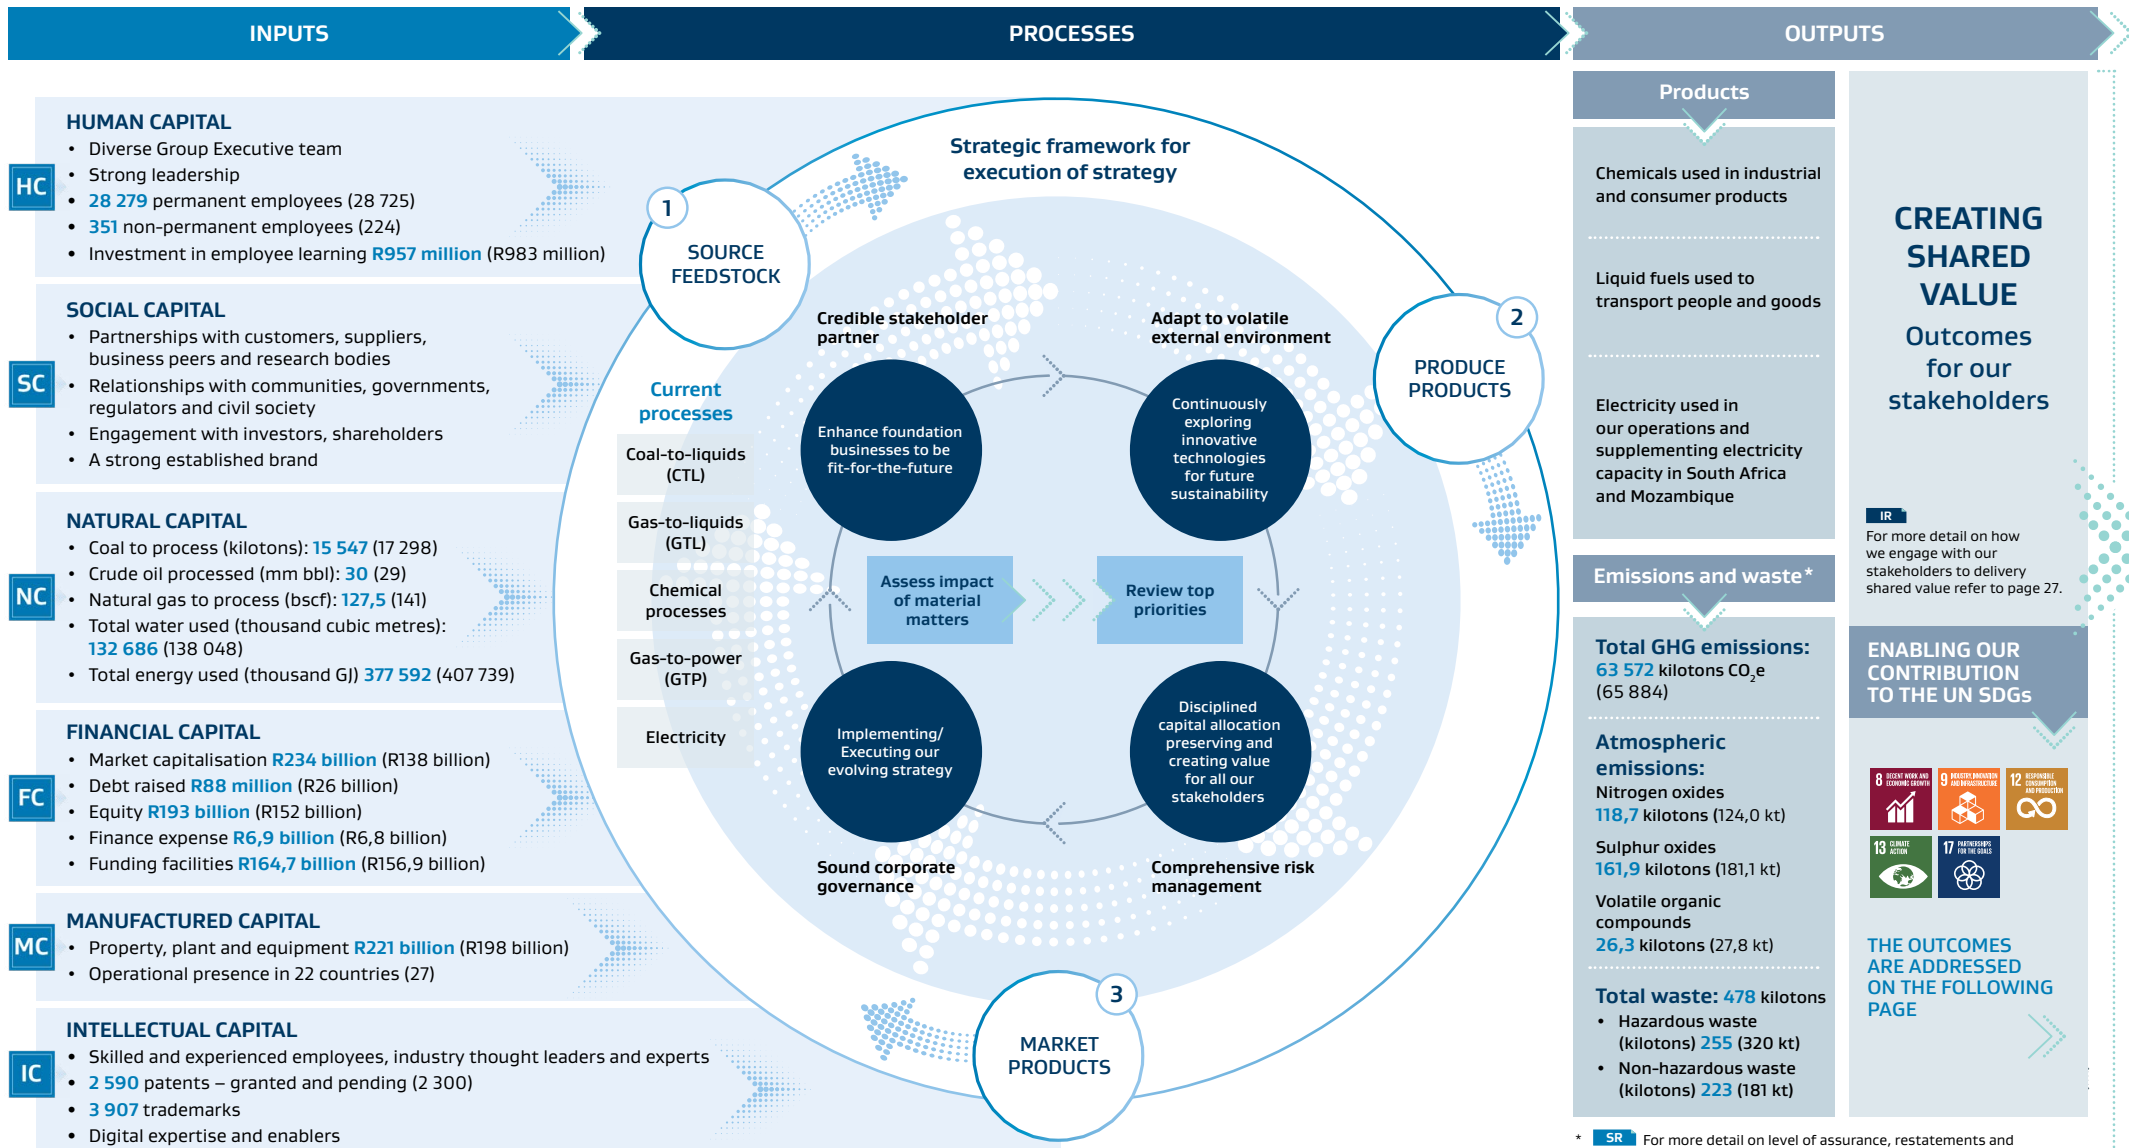 INPUTS
PROCESSES
OUTPUTS
HC
HUMAN CAPITAL
• Diverse Group Executive team
• Strong leadership
• 28 279 permanent employees (28 725)
• 351 non-permanent employees (224)
• Investment in employee learning R957 million (R983 million)
SC
SOCIAL CAPITAL
• Partnerships with customers, suppliers,
business peers and research bodies
• Relationships with communities, governments,
regulators and civil society
• Engagement with investors, shareholders
• A strong established brand
NC
NATURAL CAPITAL
• Coal to process (kilotons): 15 547 (17 298)
• Crude oil processed (mm bbl): 30 (29)
• Natural gas to process (bscf): 127,5 (141)
• Total water used (thousand cubic metres):
132 686 (138 048)
• Total energy used (thousand GJ) 377 592 (407 739)
FC
FINANCIAL CAPITAL
• Market capitalisation R234 billion (R138 billion)
• Debt raised R88 million (R26 billion)
• Equity R193 billion (R152 billion)
• Finance expense R6,9 billion (R6,8 billion)
• Funding facilities R164,7 billion (R156,9 billion)
MC
MANUFACTURED CAPITAL
• Property, plant and equipment R221 billion (R198 billion)
• Operational presence in 22 countries (27)
IC
INTELLECTUAL CAPITAL
• Skilled and experienced employees, industry thought leaders and experts
• 2 590 patents – granted and pending (2 300)
• 3 907 trademarks
• Digital expertise and enablers
Strategic framework for
execution of strategy
1
SOURCE
FEEDSTOCK
2
PRODUCE
PRODUCTS
3
MARKET
PRODUCTS
Current
processes
Coal-to-liquids
(CTL)
Gas-to-liquids
(GTL)
Chemical
processes
Gas-to-power
(GTP)
Electricity
Credible stakeholder
partner
Enhance foundation
businesses to be
fit-for-the-future
Adapt to volatile
external environment
Continuously
exploring
innovative
technologies
for future
sustainability
Assess impact
of material
matters
Review top
priorities
Implementing/
Executing our
evolving strategy
Sound corporate
governance
Disciplined
capital allocation
preserving and
creating value
for all our
stakeholders
Comprehensive risk
management
Products
Chemicals used in industrial
and consumer products
Liquid fuels used to
transport people and goods
Electricity used in
our operations and
supplementing electricity
capacity in South Africa
and Mozambique
Emissions and waste*
Total GHG emissions:
63 572 kilotons CO2e
(65 884)
Atmospheric
emissions:
Nitrogen oxides
118,7 kilotons (124,0 kt)
Sulphur oxides
161,9 kilotons (181,1 kt)
Volatile organic
compounds
26,3 kilotons (27,8 kt)
Total waste: 478 kilotons
• Hazardous waste
(kilotons) 255 (320 kt)
• Non-hazardous waste
(kilotons) 223 (181 kt)
* SR For more detail on level of assurance, restatements and
CREATING
SHARED
VALUE
Outcomes
for our
stakeholders
IR
For more detail on how
we engage with our
stakeholders to delivery
shared value refer to page 27.
ENABLING OUR
CONTRIBUTION
TO THE UN SDGs
8 DECENT WORK AND
ECONOMIC GROWTH
9 INDUSTRY, INNOVATION
AND INFRASTRUCTURE
12 RESPONSIBLE
CONSUMPTION
AND PRODUCTION
13 CLIMATE
ACTION
17 PARTNERSHIPS
FOR THE GOALS
THE OUTCOMES
ARE ADDRESSED
ON THE FOLLOWING
PAGE